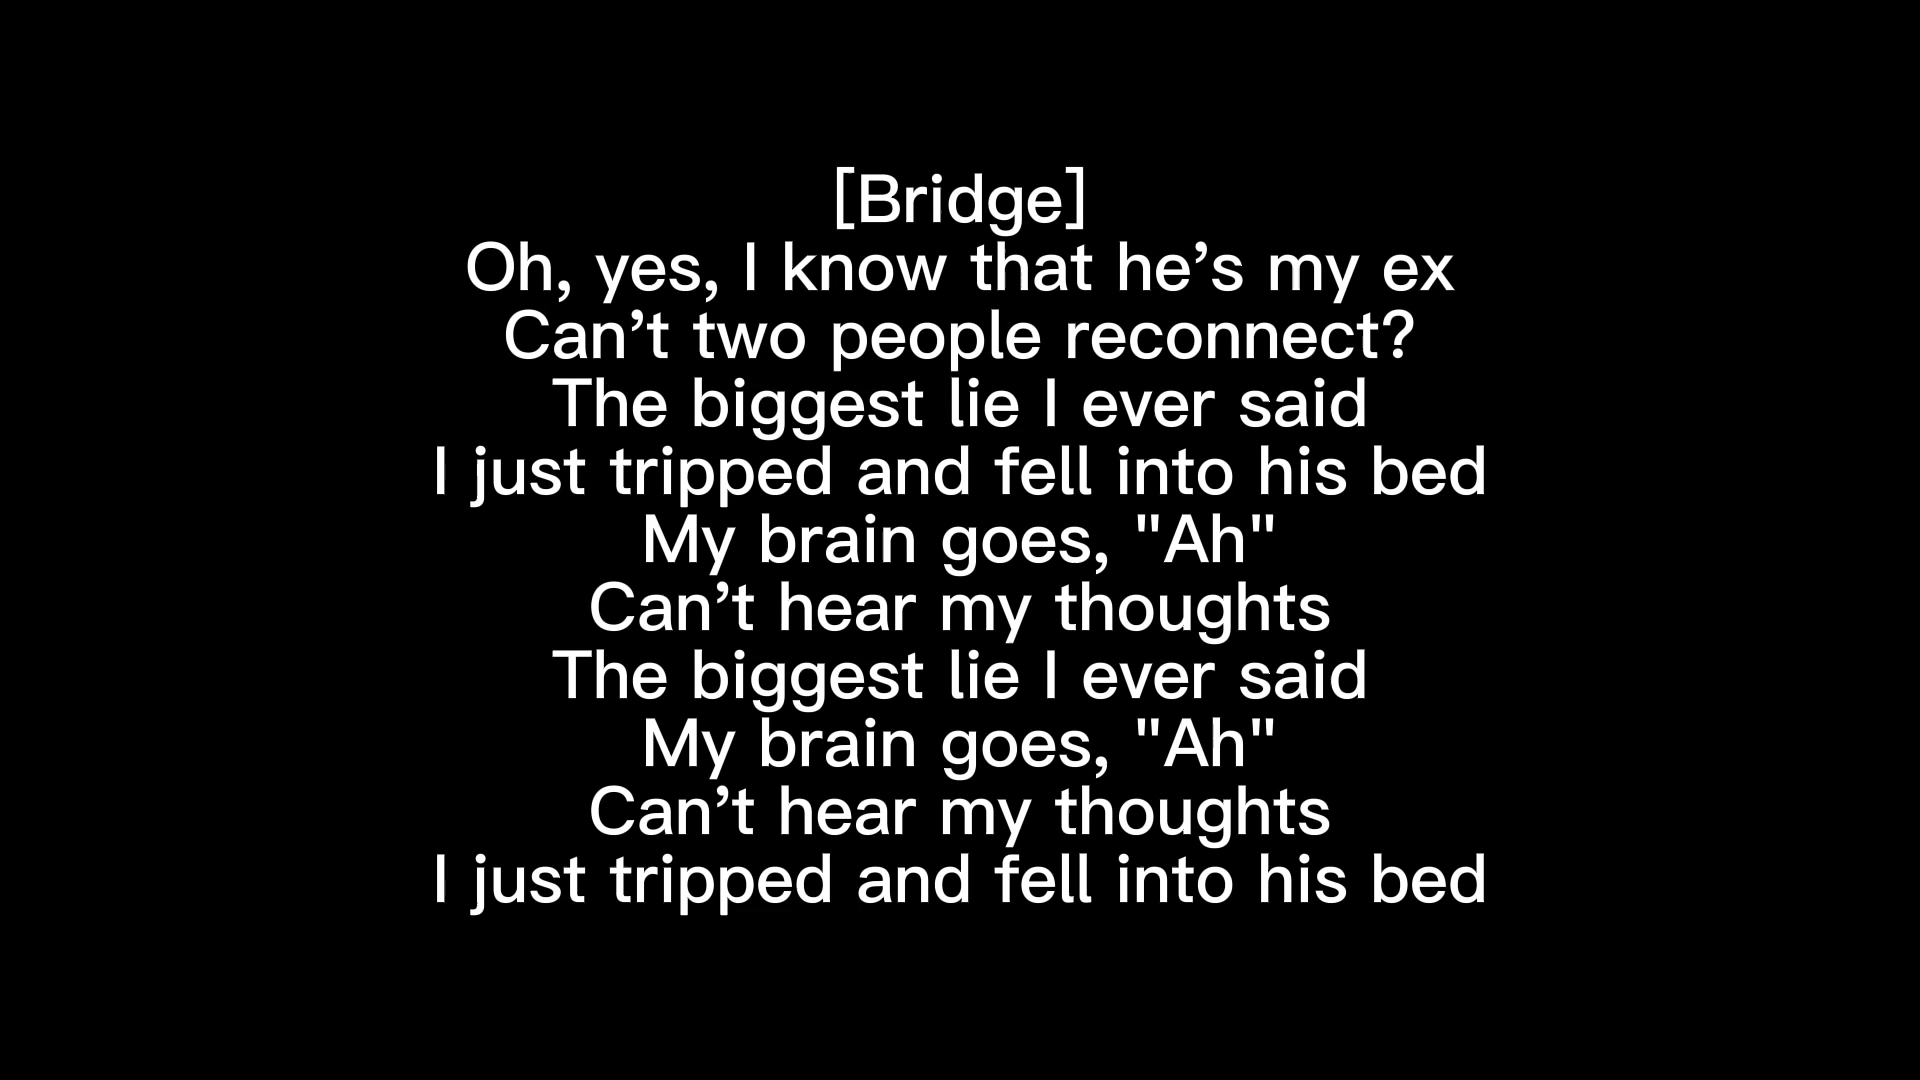 [Bridge]
Oh, yes, I know that he’s my ex
Can’t two people reconnect?
The biggest lie I ever said
I just tripped and fell into his bed
My brain goes, "Ah"
Can’t hear my thoughts
The biggest lie I ever said
My brain goes, "Ah"
Can’t hear my thoughts
I just tripped and fell into his bed